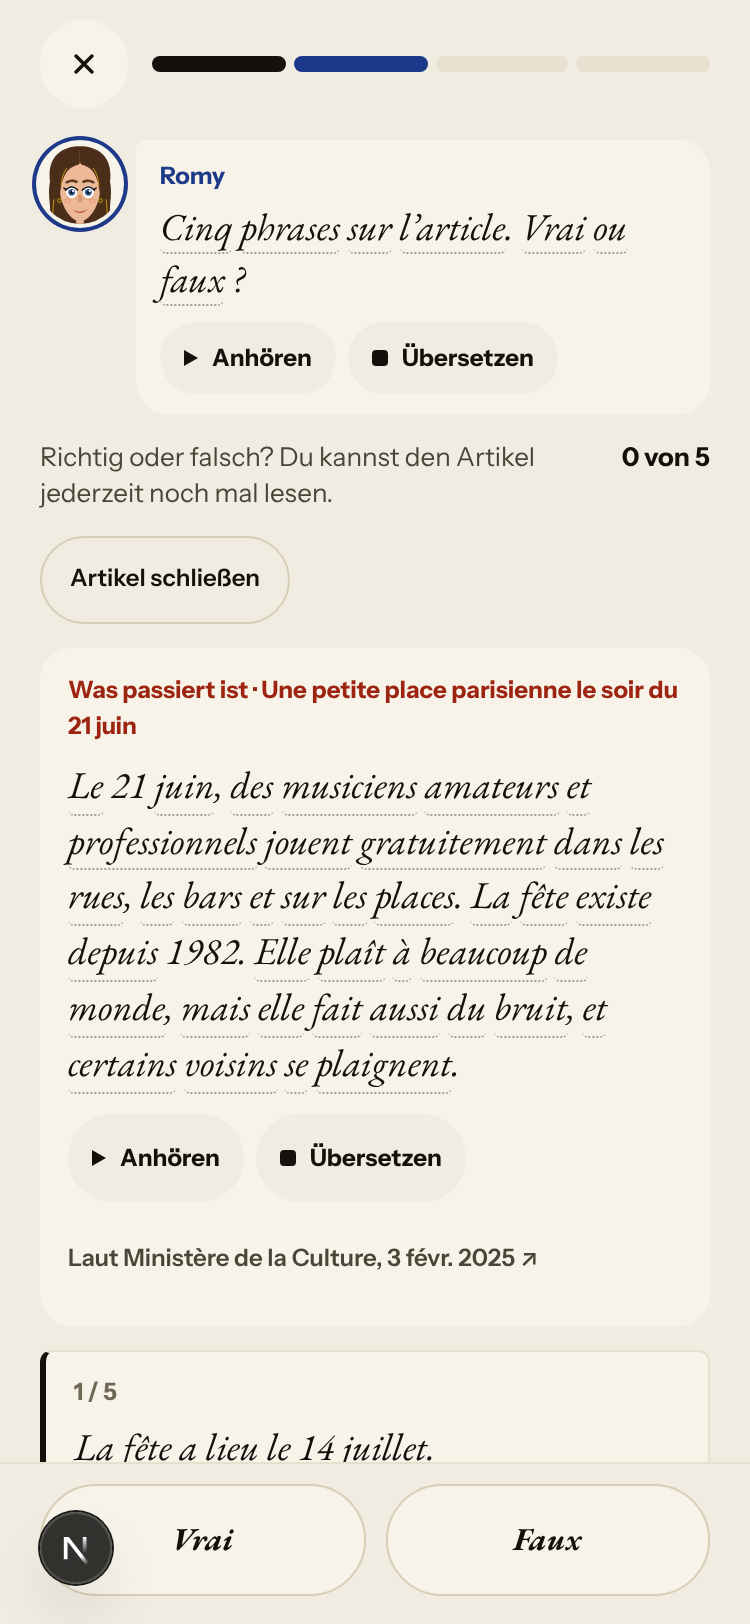 Romy
Cinq phrases sur l’article. Vrai ou
faux ?
Anhören
Übersetzen
Richtig oder falsch? Du kannst den Artikel
jederzeit noch mal lesen.
0 von 5
Artikel schließen
Was passiert ist · Une petite place parisienne le soir du
21 juin
Le 21 juin, des musiciens amateurs et
professionnels jouent gratuitement dans les
rues, les bars et sur les places. La fête existe
depuis 1982. Elle plaît à beaucoup de
monde, mais elle fait aussi du bruit, et
certains voisins se plaignent.
Anhören
Übersetzen
Laut Ministère de la Culture, 3 févr. 2025 ↗
1 / 5
La fête a lieu le 14 juillet.
N
Vrai
Faux